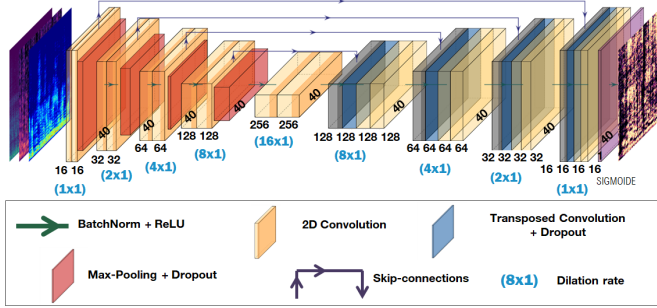 40 40 40 40 40 40 40 40 40 1 40
16 16 32 32 64 64 128 128 256 256 128 128 128 128 64 64 64 64 32 32 32 32 16 16 16 16
(1x1) (2x1) (4x1) (8x1) (16x1) (8x1) (4x1) (2x1) (1x1)
SIGMOIDE
BatchNorm + ReLU
2D Convolution
Transposed Convolution
+ Dropout
Max-Pooling + Dropout
Skip-connections
(8x1) Dilation rate